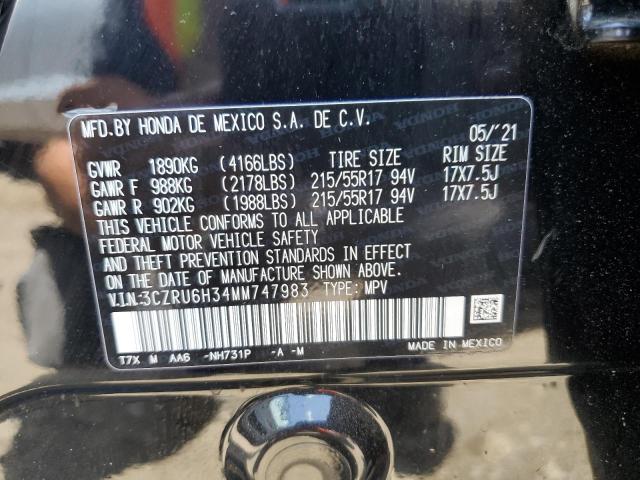 MFD.BY HONDA DE MEXICO S.A. DE C.V. 05/'21
GVWR 1890KG (4166LBS) TIRE SIZE RIM SIZE
GAWR F 988KG (2178LBS) 215/55R17 94V 17X7.5J
GAWR R 902KG (1988LBS) 215/55R17 94V 17X7.5J
THIS VEHICLE CONFORMS TO ALL APPLICABLE
FEDERAL MOTOR VEHICLE SAFETY
AND THEFT PREVENTION STANDARDS IN EFFECT
ON THE DATE OF MANUFACTURE SHOWN ABOVE.
V.I.N.:3CZRU6H34MM747983 TYPE: MPV
T7X M AA6 -NH731P -A -M MADE IN MEXICO